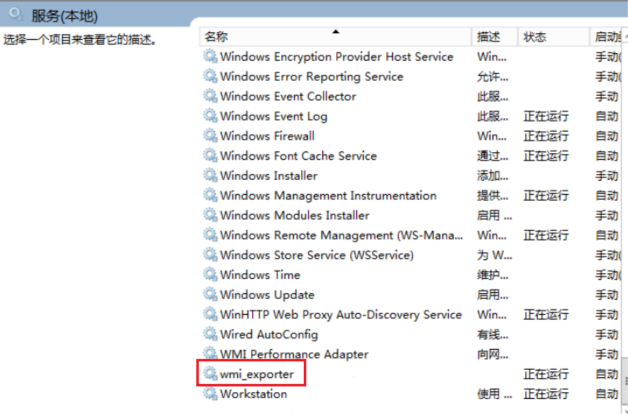 服务(本地)
选择一个项目来查看它的描述。
名称 描述 状态 启动
Windows Encryption Provider Host Service Win... 手动(
Windows Error Reporting Service 允许... 手动(
Windows Event Collector 此服... 手动
Windows Event Log 此服... 正在运行 自动
Windows Firewall Win... 正在运行 自动
Windows Font Cache Service 通过... 正在运行 自动
Windows Installer 添加... 手动
Windows Management Instrumentation 提供... 正在运行 自动
Windows Modules Installer 启用 ... 手动
Windows Remote Management (WS-Mana... Win... 正在运行 自动
Windows Store Service (WSService) 为 W... 手动(
Windows Time 维护... 手动(
Windows Update 启用... 手动(
WinHTTP Web Proxy Auto-Discovery Service Win... 正在运行 手动
Wired AutoConfig 有线... 手动
WMI Performance Adapter 向网... 手动
wmi_exporter 正在运行 自动
Workstation 使用 ... 正在运行 自动